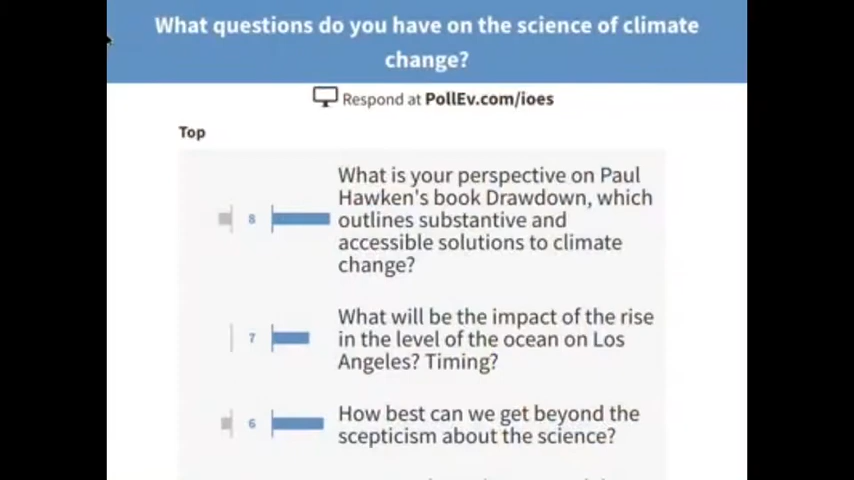 What questions do you have on the science of climate
change?
Respond at PollEv.com/ioes
Top
What is your perspective on Paul
Hawken's book Drawdown, which
8 outlines substantive and
accessible solutions to climate
change?
What will be the impact of the rise
7 in the level of the ocean on Los
Angeles? Timing?
How best can we get beyond the
6 scepticism about the science?